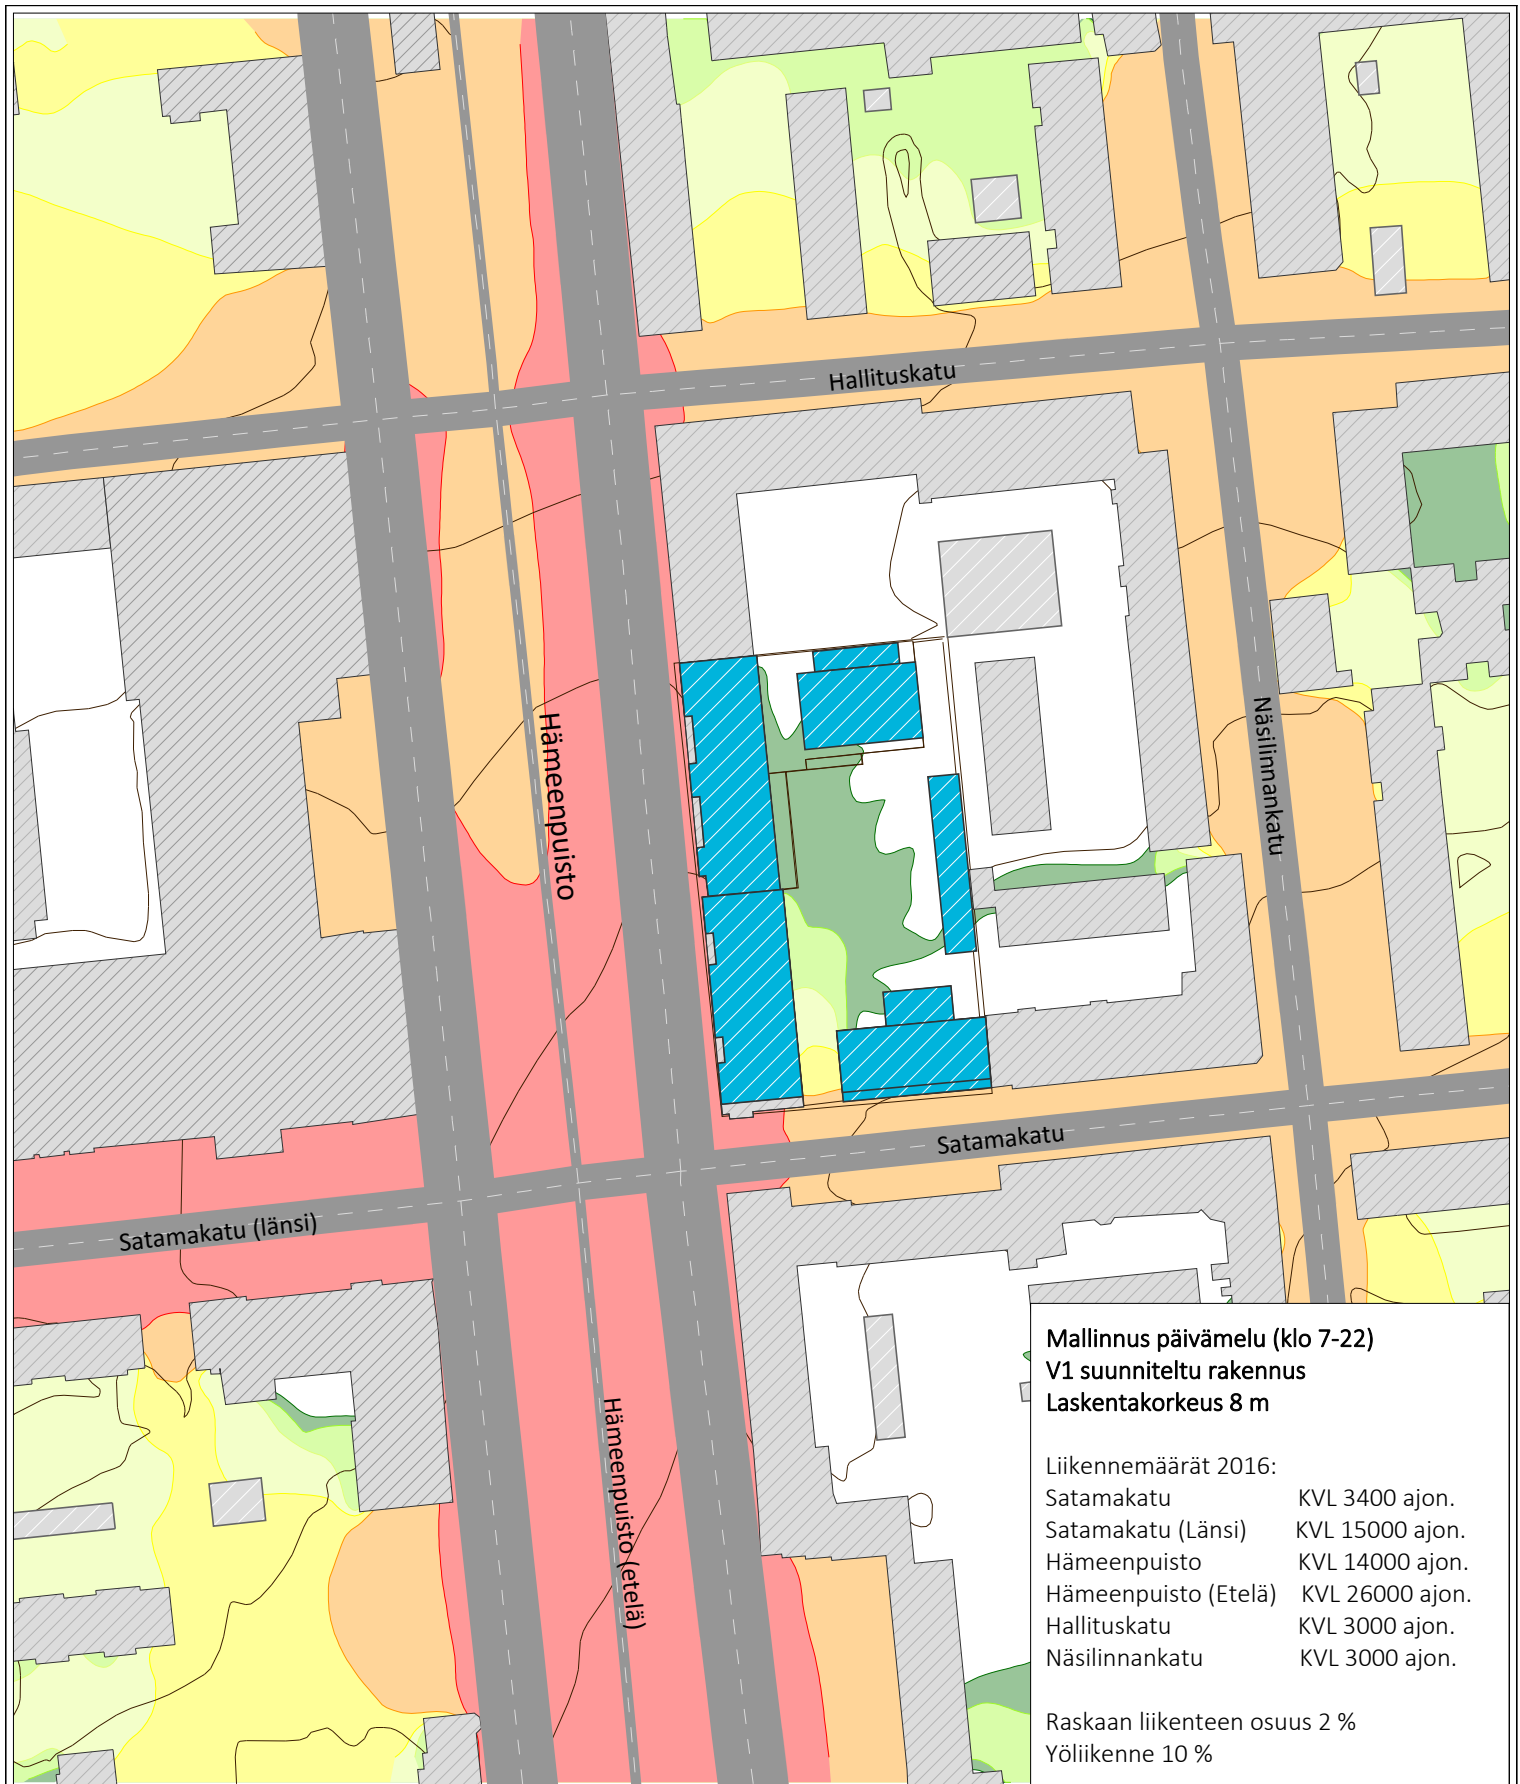 Hallituskatu
Hämeenpuisto
Näsilinnankatu
Satamakatu
Satamakatu (länsi)
Hämeenpuisto (etelä)
Mallinnus päivämelu (klo 7-22)
V1 suunniteltu rakennus
Laskentakorkeus 8 m
Liikennemäärät 2016:
Satamakatu KVL 3400 ajon.
Satamakatu (Länsi) KVL 15000 ajon.
Hämeenpuisto KVL 14000 ajon.
Hämeenpuisto (Etelä) KVL 26000 ajon.
Hallituskatu KVL 3000 ajon.
Näsilinnankatu KVL 3000 ajon.
Raskaan liikenteen osuus 2 %
Yöliikenne 10 %